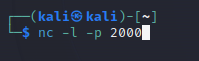 ┌──(kali㉿kali)-[~]
└─$ nc -l -p 2000